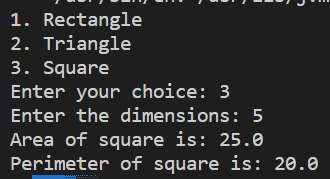 1. Rectangle
2. Triangle
3. Square
Enter your choice: 3
Enter the dimensions: 5
Area of square is: 25.0
Perimeter of square is: 20.0